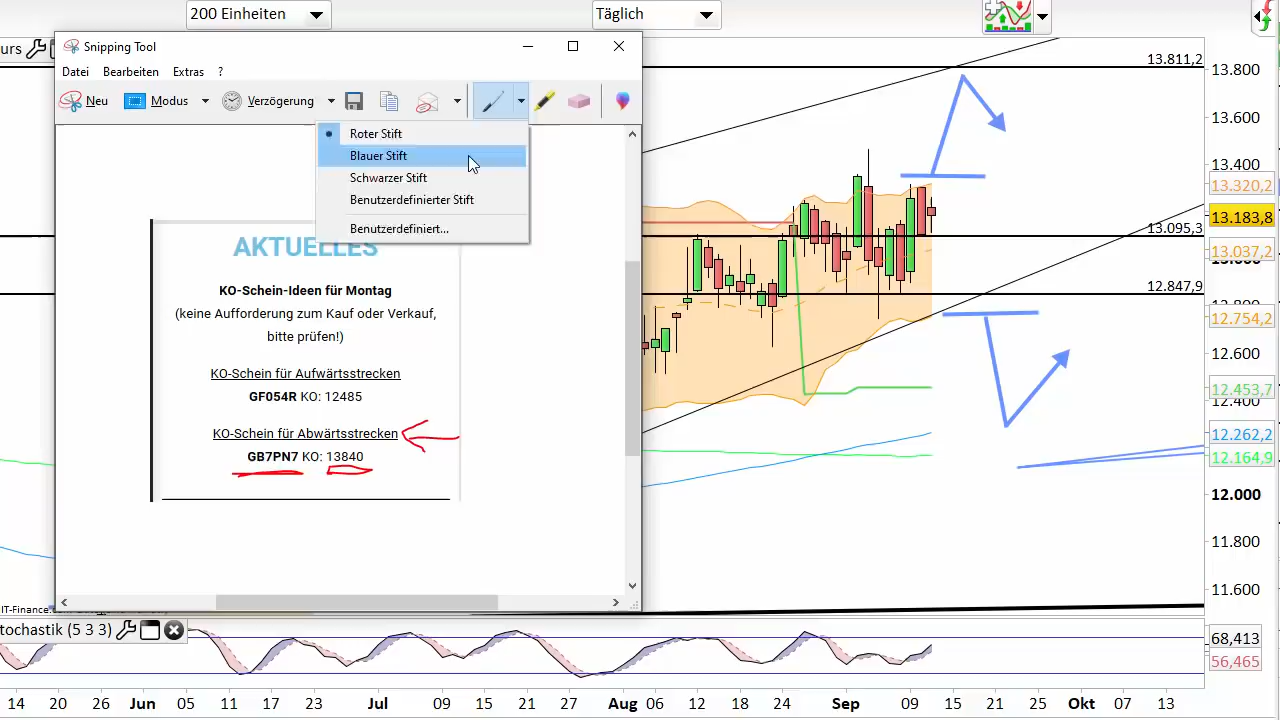 200 Einheiten
Täglich
urs
Snipping Tool
Datei Bearbeiten Extras ?
Neu Modus Verzögerung
Roter Stift
Blauer Stift
Schwarzer Stift
Benutzerdefinierter Stift
Benutzerdefiniert...
AKTUELLES
KO-Schein-Ideen für Montag
(keine Aufforderung zum Kauf oder Verkauf,
bitte prüfen!)
KO-Schein für Aufwärtsstrecken
GF054R KO: 12485
KO-Schein für Abwärtsstrecken
GB7PN7 KO: 13840
13.811,2
13.095,3
12.847,9
13.800
13.600
13.400
13.320,2
13.183,8
13.037,2
12.754,2
12.600
12.453,7
12.400
12.262,2
12.164,9
12.000
11.800
11.600
IT-Finance.com
tochastik (5 3 3)
68,413
56,465
14 20 26 Jun 05 11 17 23 Jul 09 15 21 27 Aug 06 12 18 24 Sep 09 15 19 25 Okt 07 13